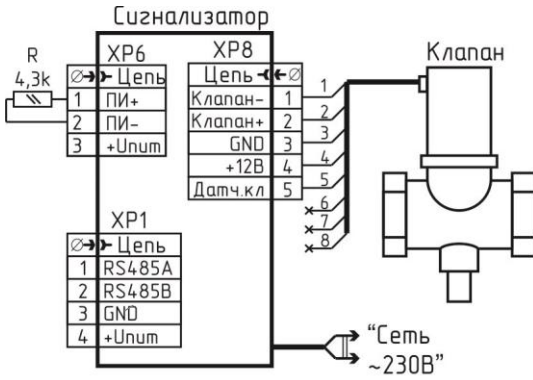 Сигнализатор
R
4,3k
XP6
Цепь
1 ПИ+
2 ПИ-
3 +Uпит
XP8
Цепь
Клапан- 1
Клапан+ 2
GND 3
+12В 4
Датч.кл 5
1
2
3
4
5
6
7
8
Клапан
XP1
Цепь
1 RS485A
2 RS485B
3 GND
4 +Uпит
"Сеть
~230В"